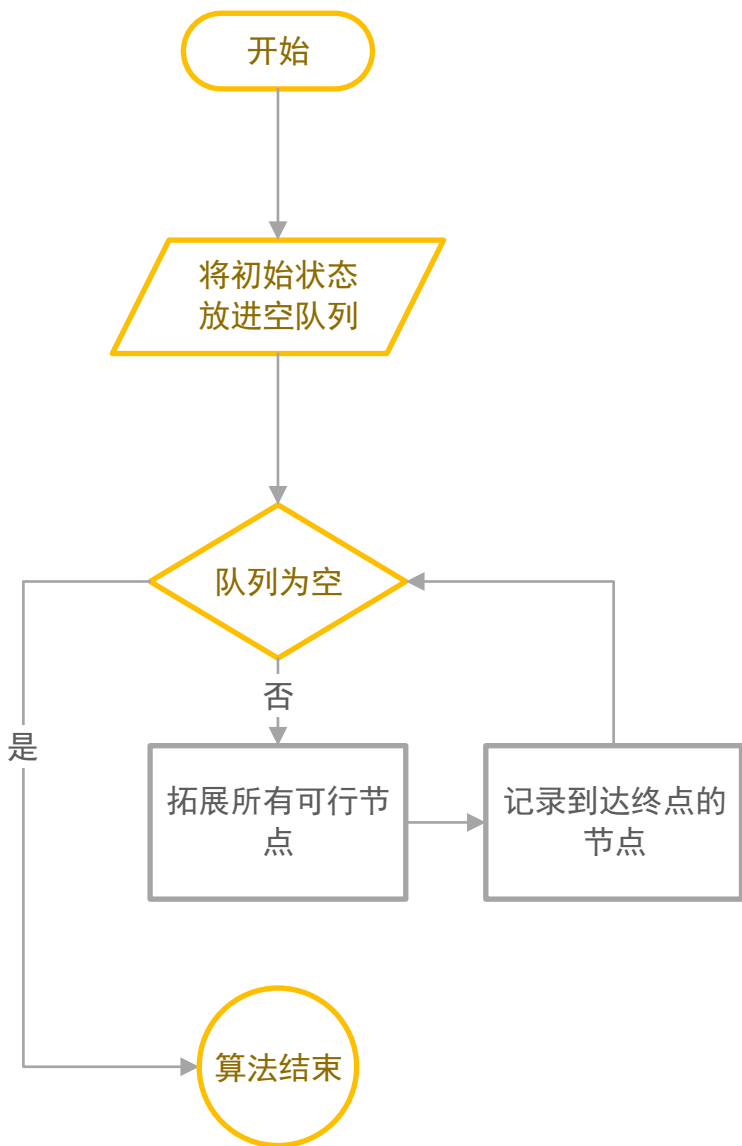 开始
将初始状态
放进空队列
队列为空
否
是
拓展所有可行节
点
记录到达终点的
节点
算法结束